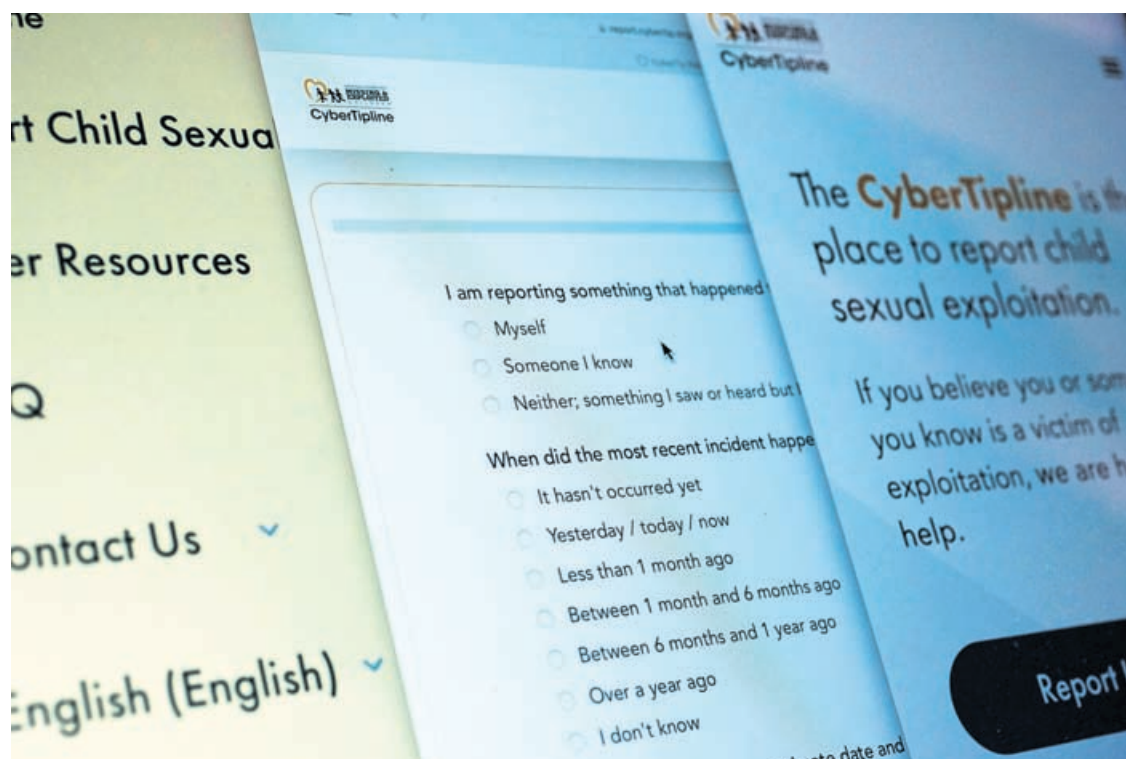 rt Child Sexua
er Resources
Q
ontact Us
English (English)
CyberTipline
I am reporting something that happened
Myself
Someone I know
Neither; something I saw or heard but I
When did the most recent incident happe
It hasn't occurred yet
Yesterday / today / now
Less than 1 month ago
Between 1 month and 6 months ago
Between 6 months and 1 year ago
Over a year ago
I don't know
date and
CyberTipline
The CyberTipline is th
place to report child
sexual exploitation.
If you believe you or som
you know is a victim of
exploitation, we are h
help.
Report